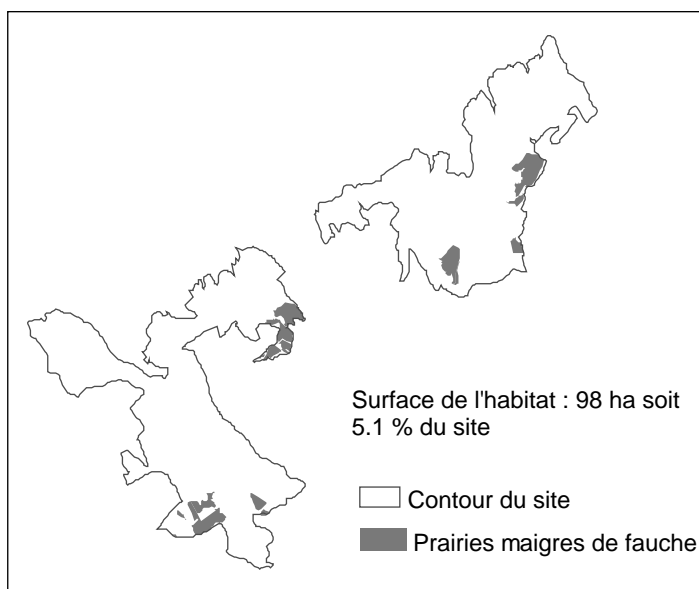 Surface de l'habitat : 98 ha soit
5.1 % du site
Contour du site
Prairies maigres de fauche